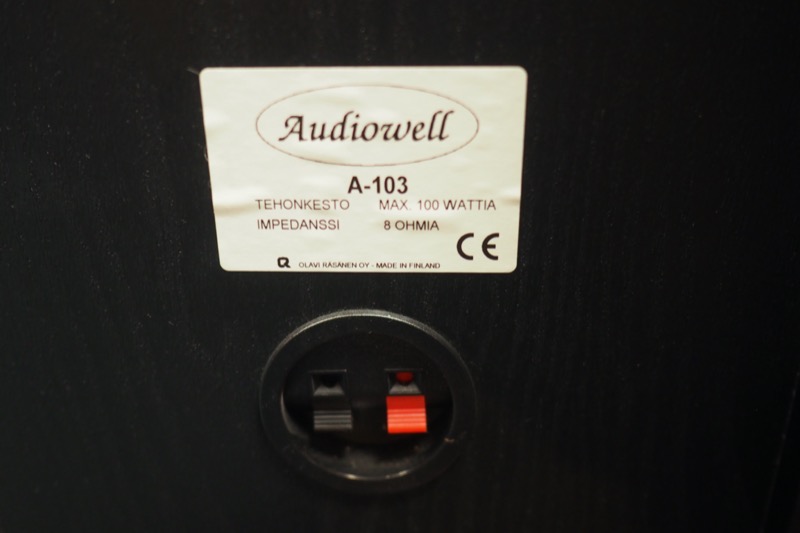 Audiowell
A-103
TEHONKESTO MAX. 100 WATTIA
IMPEDANSSI 8 OHMIA
CE
OLAVI RÄSÄNEN OY - MADE IN FINLAND